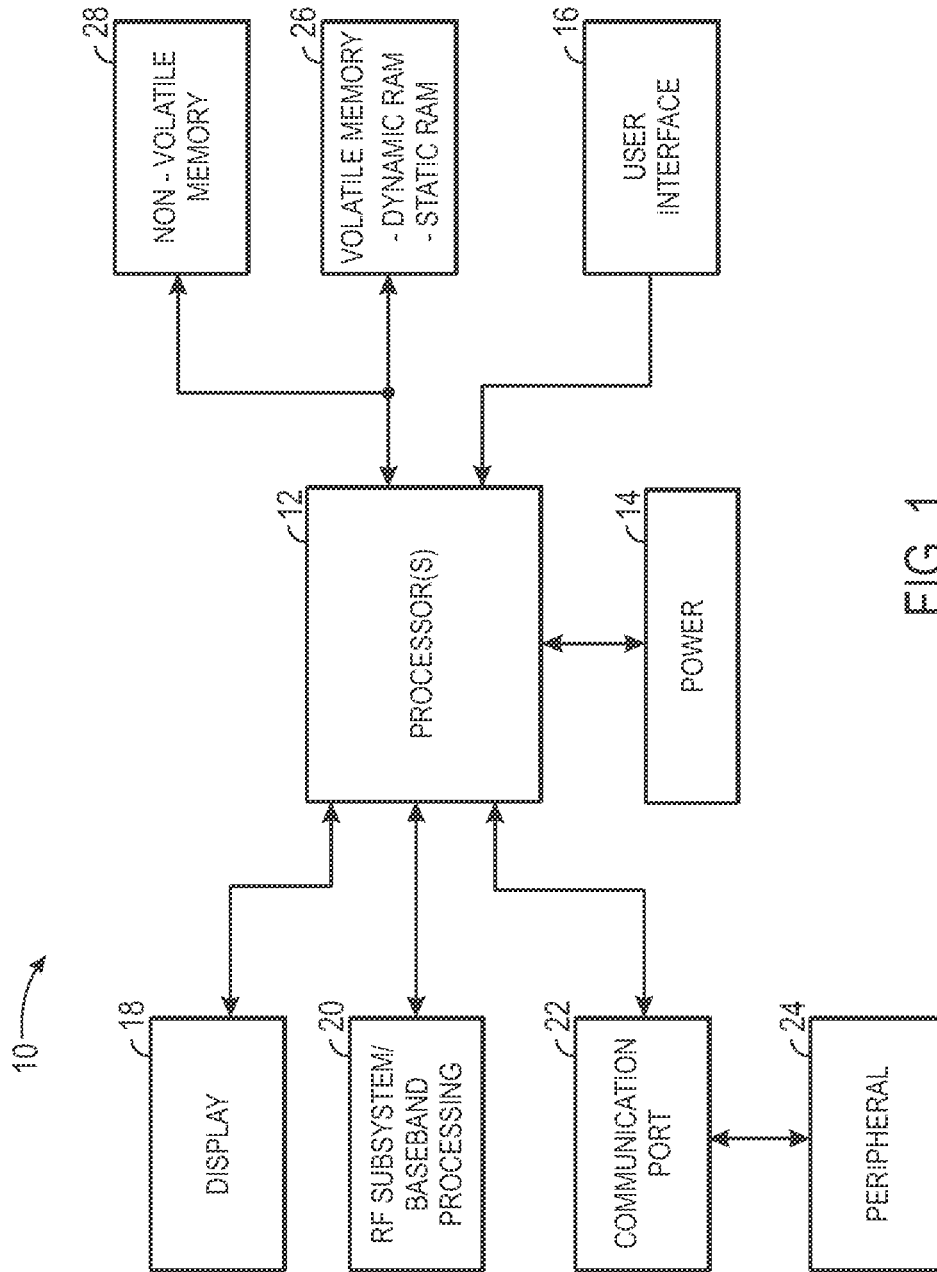 10
18
DISPLAY
20
RF SUBSYSTEM/
BASEBAND
PROCESSING
22
COMMUNICATION
PORT
24
PERIPHERAL
12
PROCESSOR(S)
14
POWER
28
NON - VOLATILE
MEMORY
26
VOLATILE MEMORY
- DYNAMIC RAM
- STATIC RAM
16
USER
INTERFACE
FIG. 1